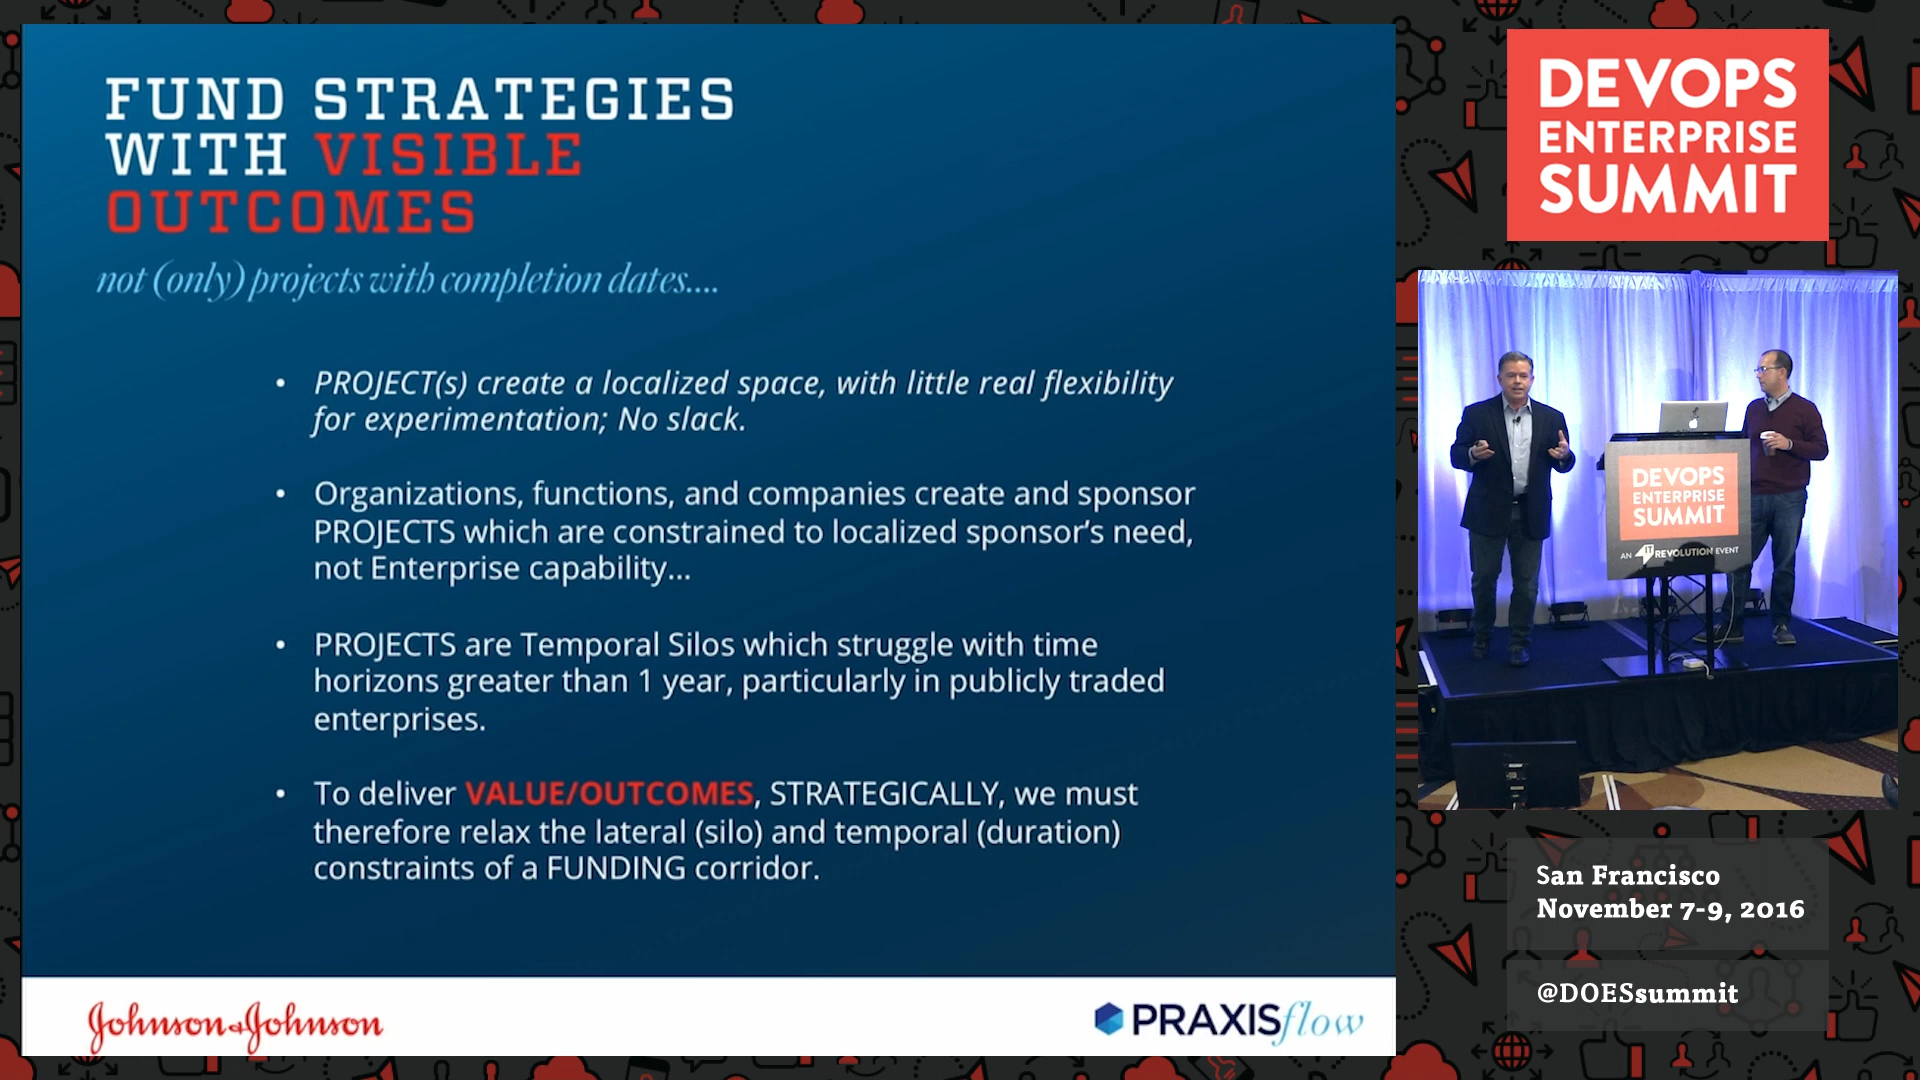 FUND STRATEGIES
WITH VISIBLE
OUTCOMES
not (only) projects with completion dates....
• PROJECT(s) create a localized space, with little real flexibility
for experimentation; No slack.
• Organizations, functions, and companies create and sponsor
PROJECTS which are constrained to localized sponsor's need,
not Enterprise capability...
• PROJECTS are Temporal Silos which struggle with time
horizons greater than 1 year, particularly in publicly traded
enterprises.
• To deliver VALUE/OUTCOMES, STRATEGICALLY, we must
therefore relax the lateral (silo) and temporal (duration)
constraints of a FUNDING corridor.
Johnson & Johnson
PRAXISflow
DEVOPS
ENTERPRISE
SUMMIT
DEVOPS
ENTERPRISE
SUMMIT
AN IT REVOLUTION EVENT
San Francisco
November 7-9, 2016
@DOESsummit